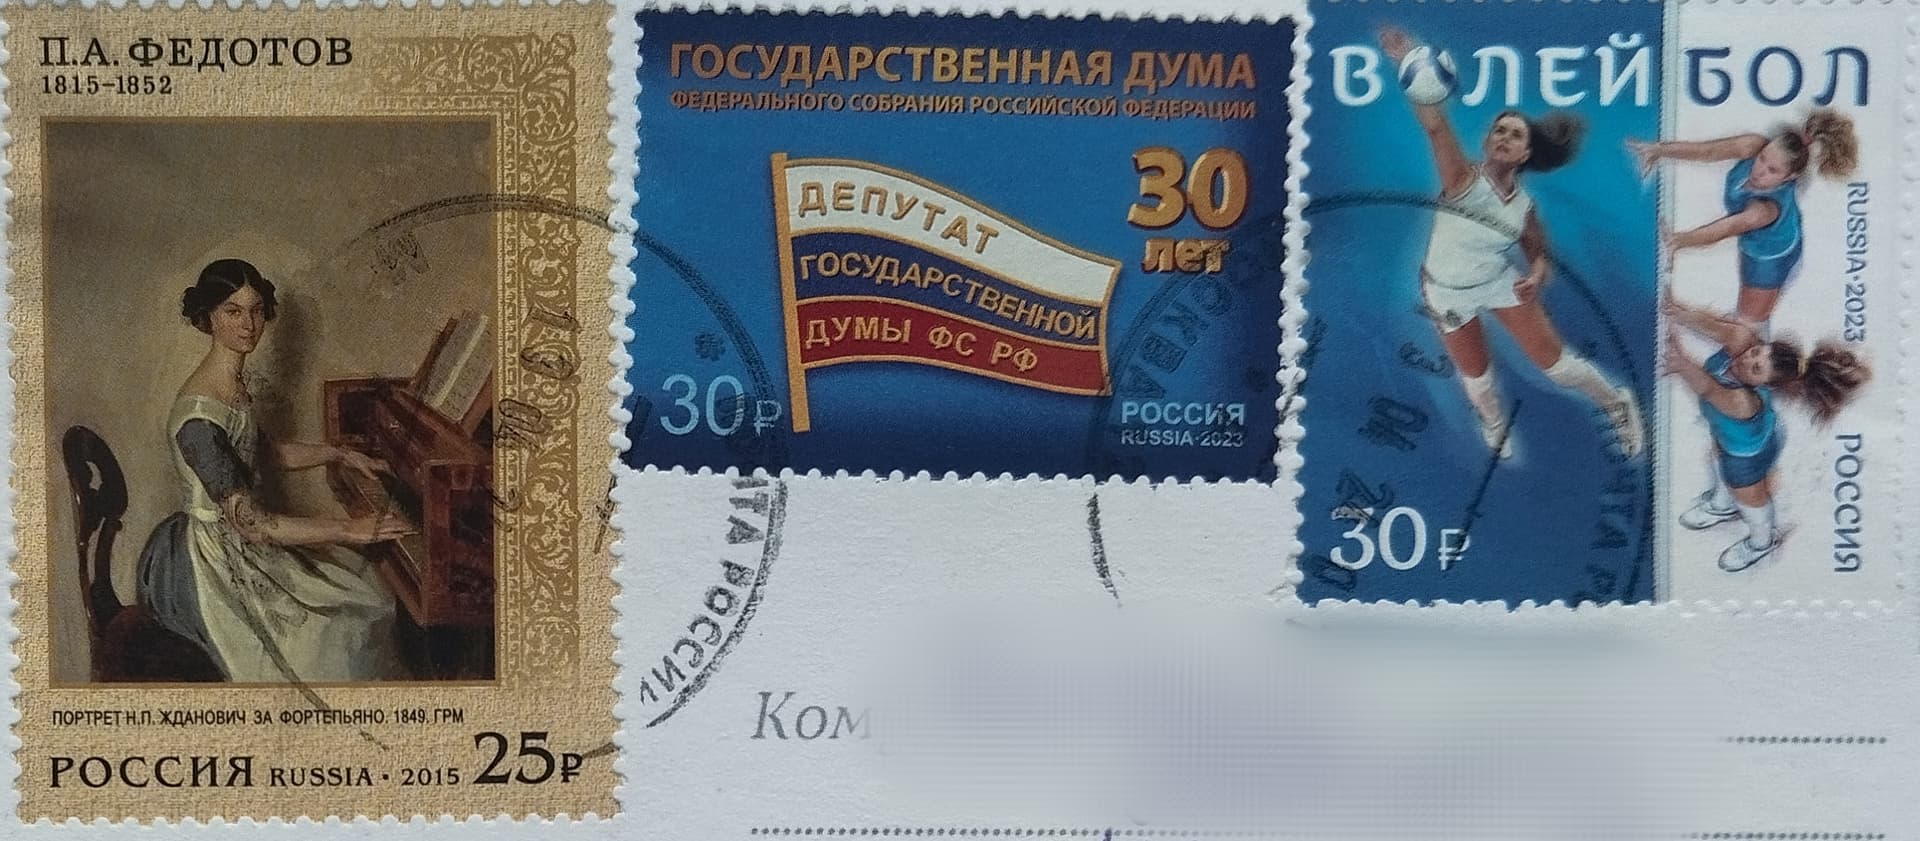 П.А. ФЕДОТОВ
1815–1852
ПОРТРЕТ Н.П. ЖДАНОВИЧ ЗА ФОРТЕПЬЯНО. 1849. ГРМ
РОССИЯ RUSSIA · 2015 25₽
ГОСУДАРСТВЕННАЯ ДУМА
ФЕДЕРАЛЬНОГО СОБРАНИЯ РОССИЙСКОЙ ФЕДЕРАЦИИ
30
лет
ДЕПУТАТ
ГОСУДАРСТВЕННОЙ
ДУМЫ ФС РФ
30₽
РОССИЯ
RUSSIA·2023
ВОЛЕЙБОЛ
RUSSIA·2023
РОССИЯ
30₽
РОССИИ
Ком